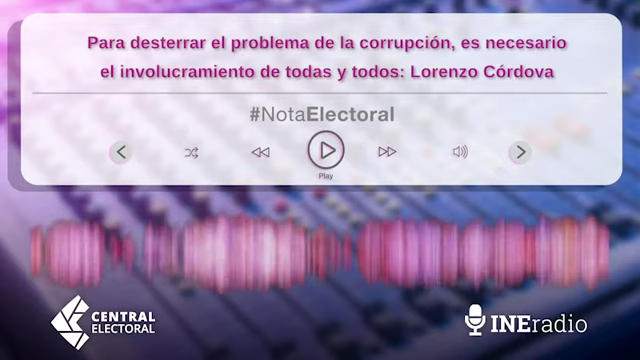 Para desterrar el problema de la corrupción, es necesario
el involucramiento de todas y todos: Lorenzo Córdova
#NotaElectoral
Play
CENTRAL
ELECTORAL
INEradio